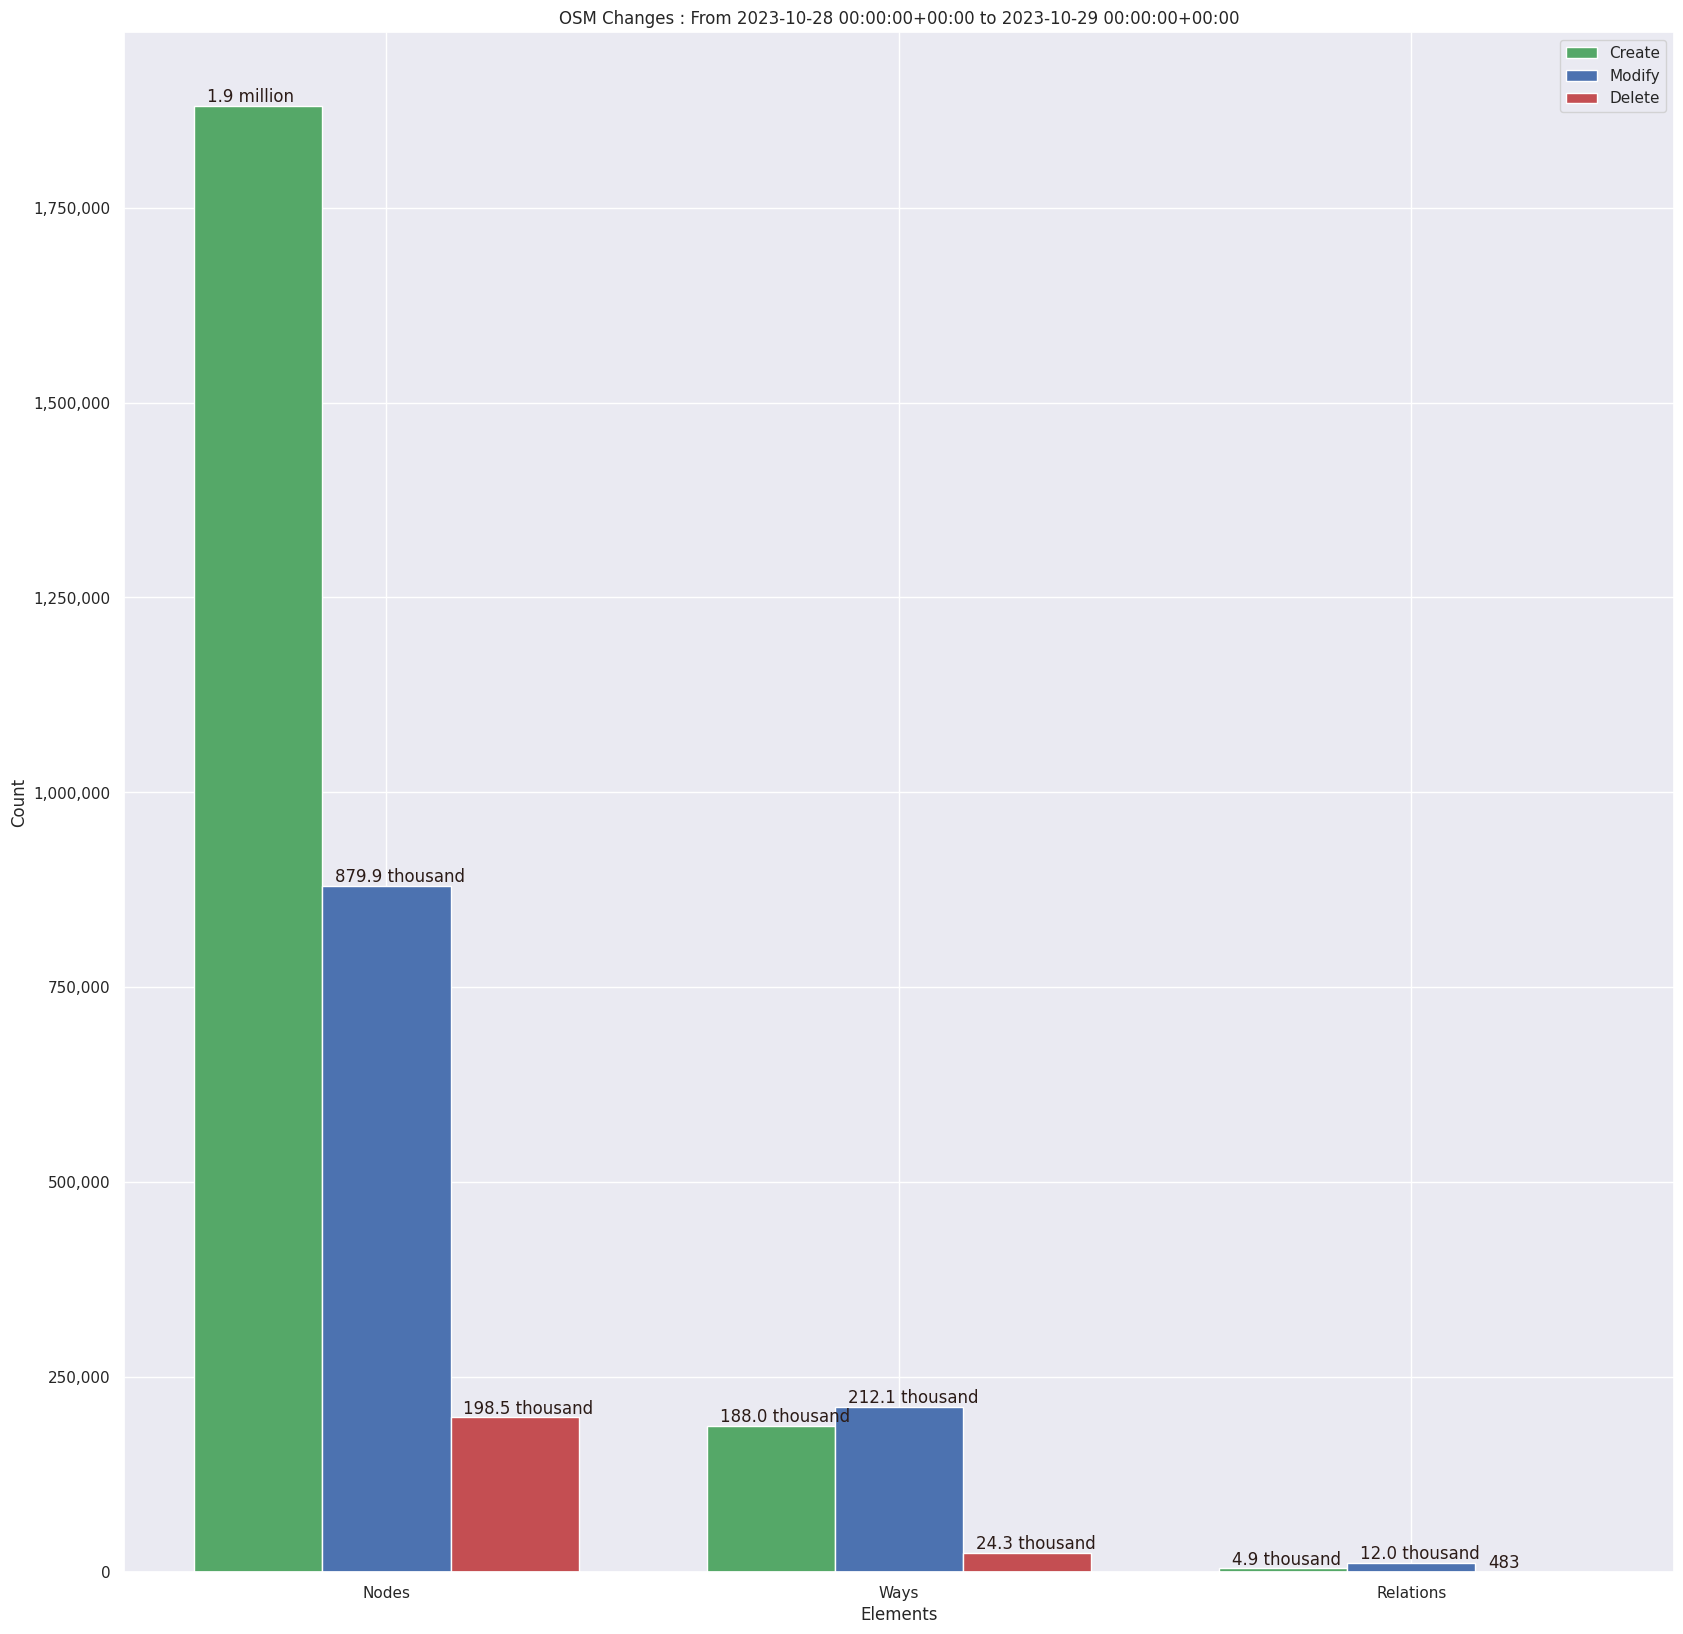 OSM Changes : From 2023-10-28 00:00:00+00:00 to 2023-10-29 00:00:00+00:00
Create
Modify
Delete
1.9 million
1,750,000
1,500,000
1,250,000
1,000,000
Count
879.9 thousand
750,000
500,000
250,000
198.5 thousand
188.0 thousand
212.1 thousand
24.3 thousand
4.9 thousand
12.0 thousand
483
0
Nodes
Ways
Relations
Elements